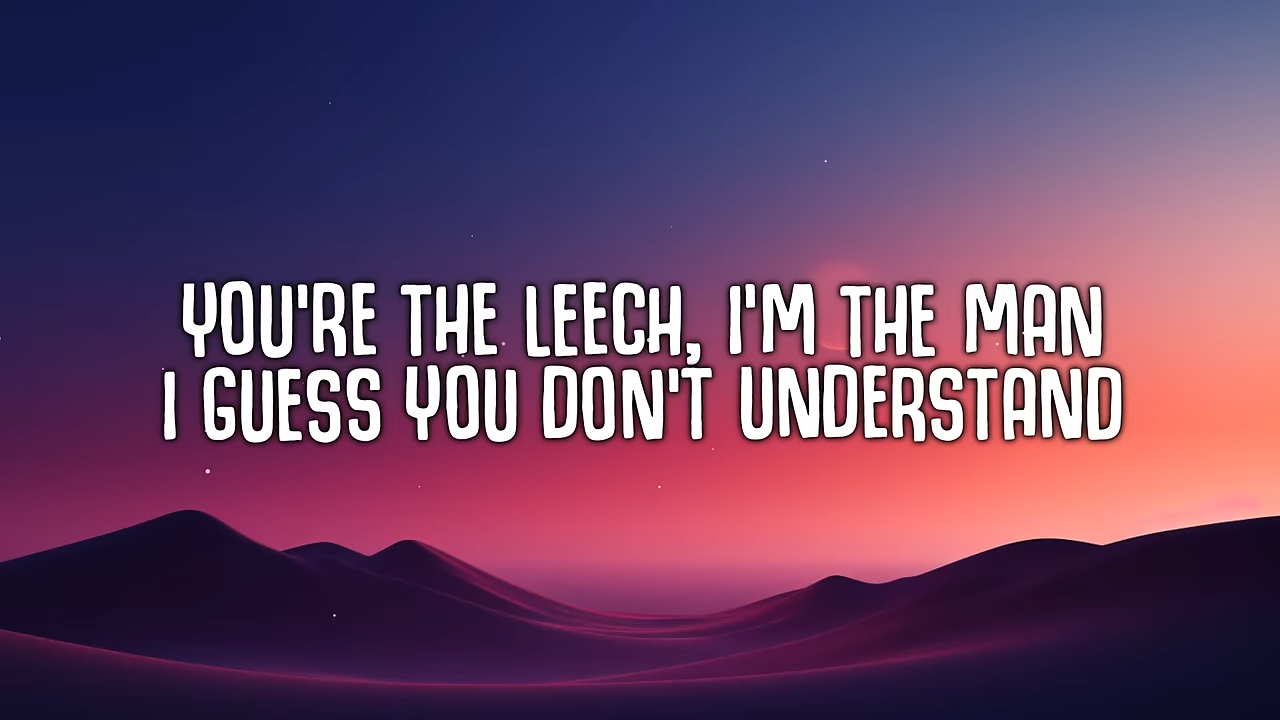 YOU'RE THE LEECH, I'M THE MAN
I GUESS YOU DON'T UNDERSTAND